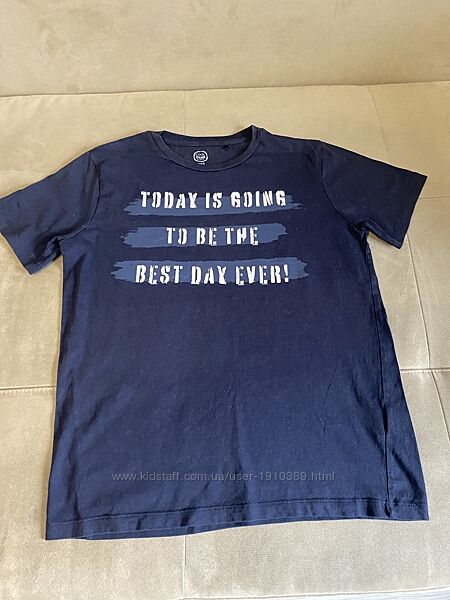 TODAY IS GOING
TO BE THE
BEST DAY EVER!
www.kidstaff.com.ua/user-1910389.html